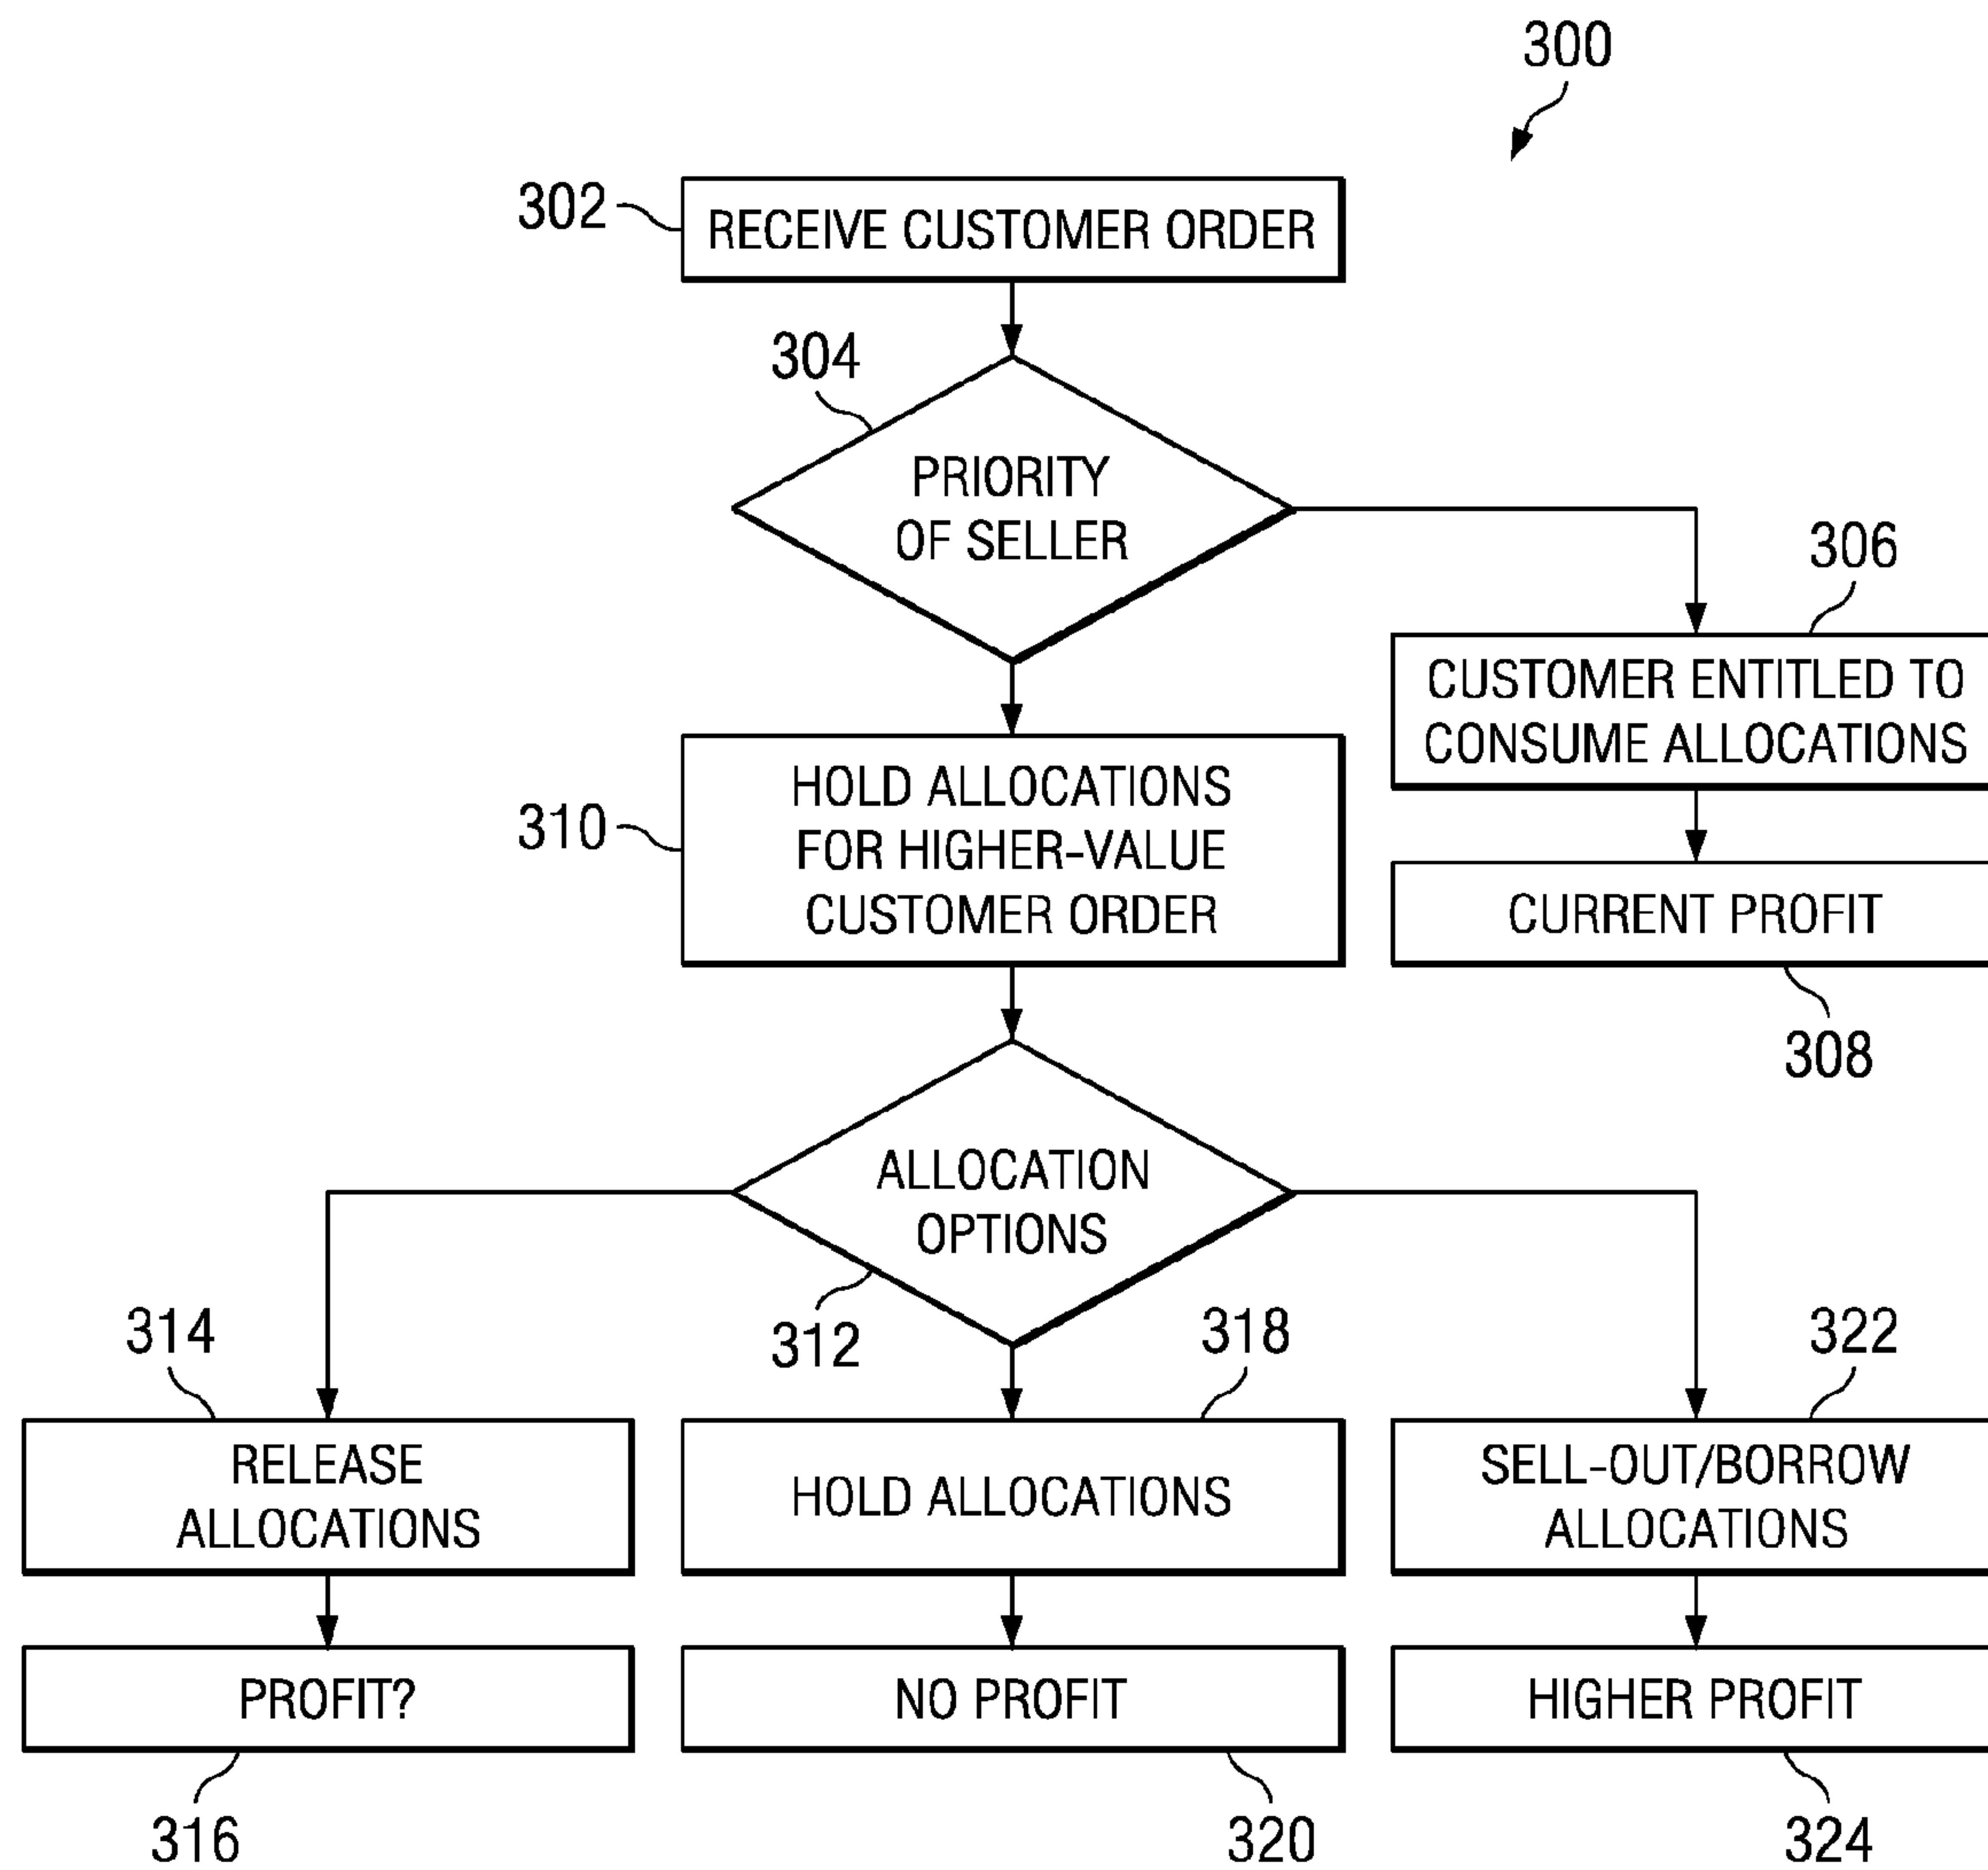 300
302
RECEIVE CUSTOMER ORDER
304
PRIORITY
OF SELLER
306
CUSTOMER ENTITLED TO
CONSUME ALLOCATIONS
310
HOLD ALLOCATIONS
FOR HIGHER-VALUE
CUSTOMER ORDER
CURRENT PROFIT
308
ALLOCATION
OPTIONS
312
314
RELEASE
ALLOCATIONS
318
HOLD ALLOCATIONS
322
SELL-OUT/BORROW
ALLOCATIONS
PROFIT?
316
NO PROFIT
320
HIGHER PROFIT
324